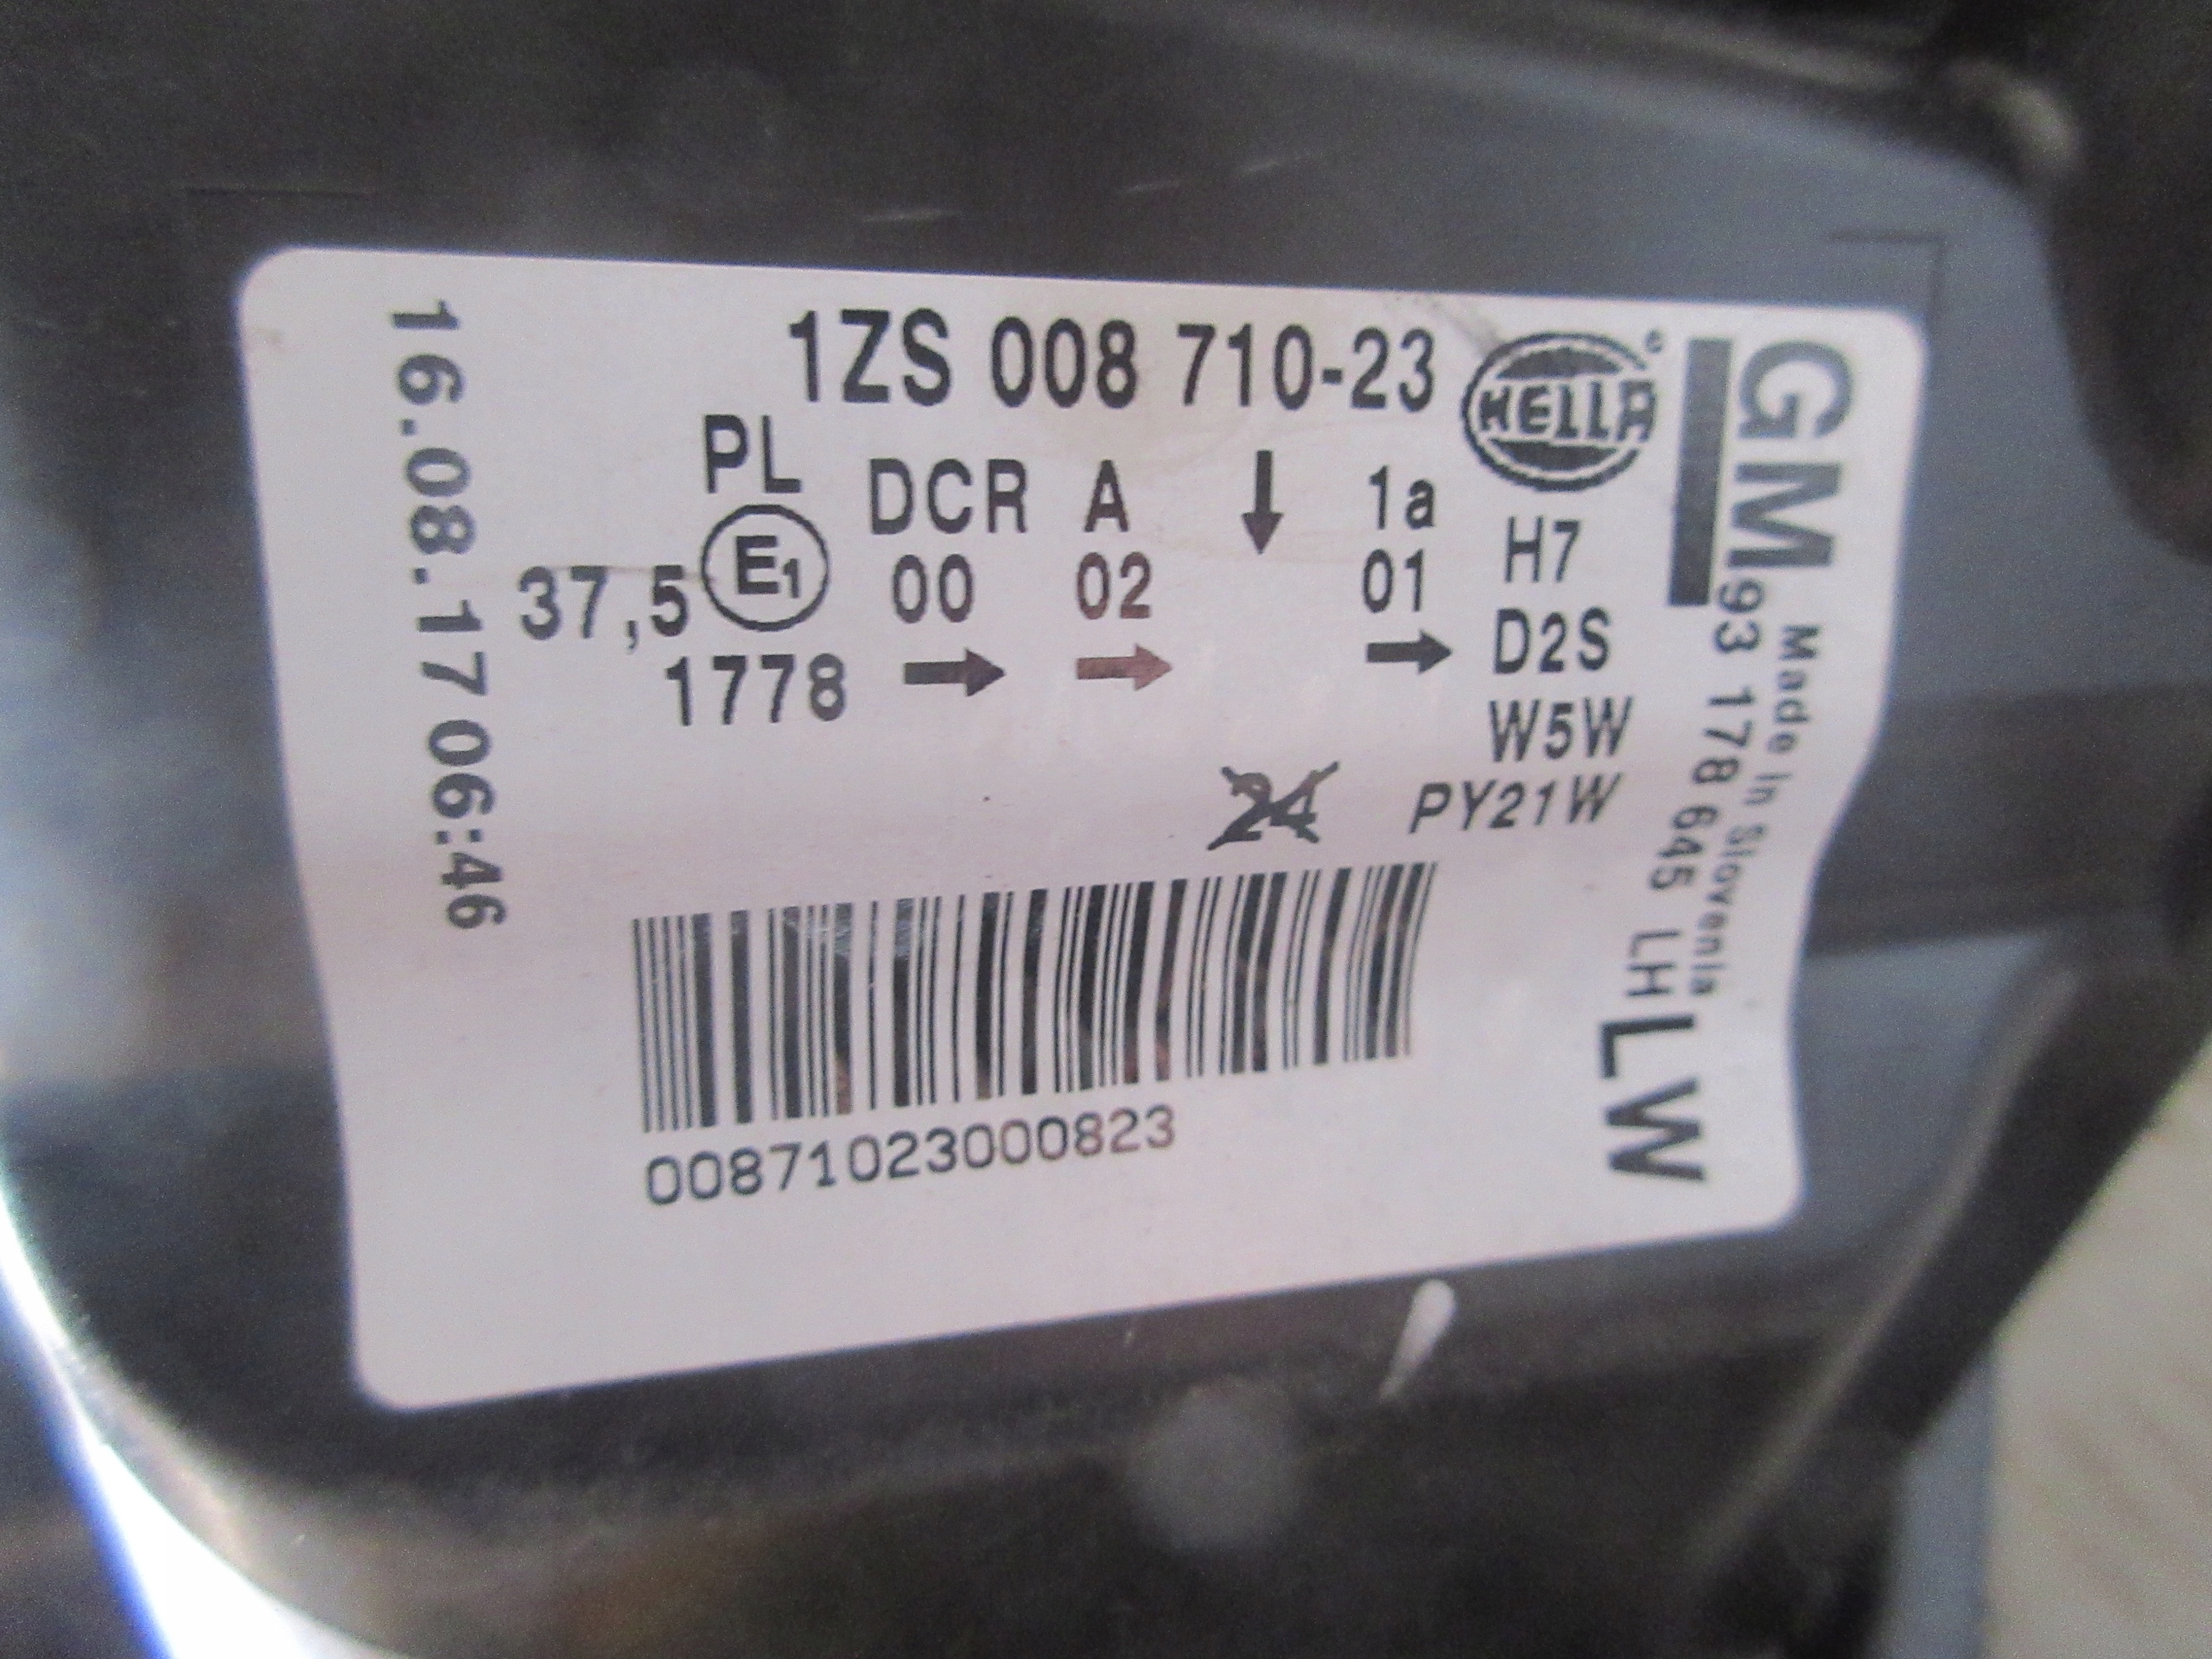 1ZS 008 710-23
HELLA
PL DCR A ↓ 1a
37,5 E1 00 02 01 H7
1778 → → → D2S
W5W
24 PY21W
00871023000823
16.08.17 06:46
GM 93 178 645 LH LW
Made in Slovenia